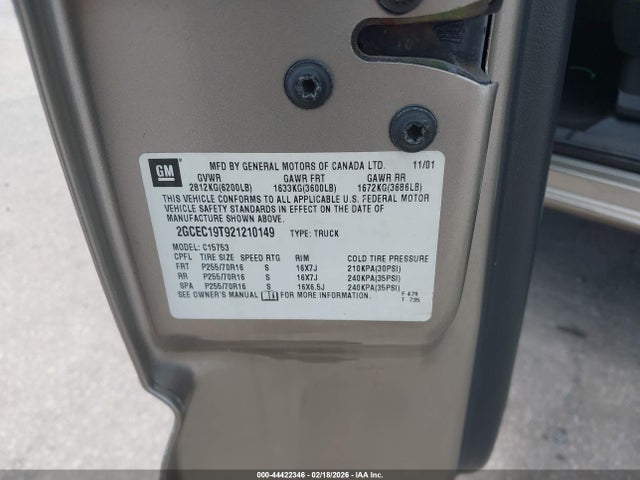 GM
MFD BY GENERAL MOTORS OF CANADA LTD. 11/01
GVWR GAWR FRT GAWR RR
2812KG(6200LB) 1633KG(3600LB) 1672KG(3686LB)
THIS VEHICLE CONFORMS TO ALL APPLICABLE U.S. FEDERAL MOTOR
VEHICLE SAFETY STANDARDS IN EFFECT ON THE DATE OF
MANUFACTURE SHOWN ABOVE.
2GCEC19T921210149 TYPE: TRUCK
MODEL: C15753
CPFL TIRE SIZE SPEED RTG RIM COLD TIRE PRESSURE
FRT P255/70R16 S 16X7J 210KPA(30PSI)
RR P255/70R16 S 16X7J 240KPA(35PSI)
SPA P255/70R16 S 16X6.5J 240KPA(35PSI)
SEE OWNER'S MANUAL FOR MORE INFORMATION.
F 479
T 735
000-44422346 - 02/18/2026 - IAA Inc.